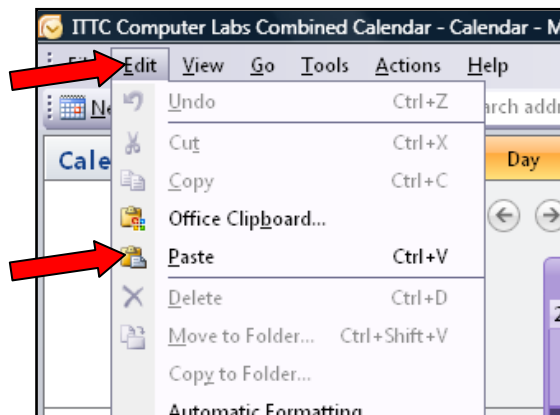 ITTC Computer Labs Combined Calendar - Calendar - M
Edit View Go Tools Actions Help
Undo Ctrl+Z
Cut Ctrl+X
Copy Ctrl+C
Office Clipboard...
Paste Ctrl+V
Delete Ctrl+D
Move to Folder... Ctrl+Shift+V
Copy to Folder...
Automatic Formatting
Ne
arch addr
Cale
Day
2